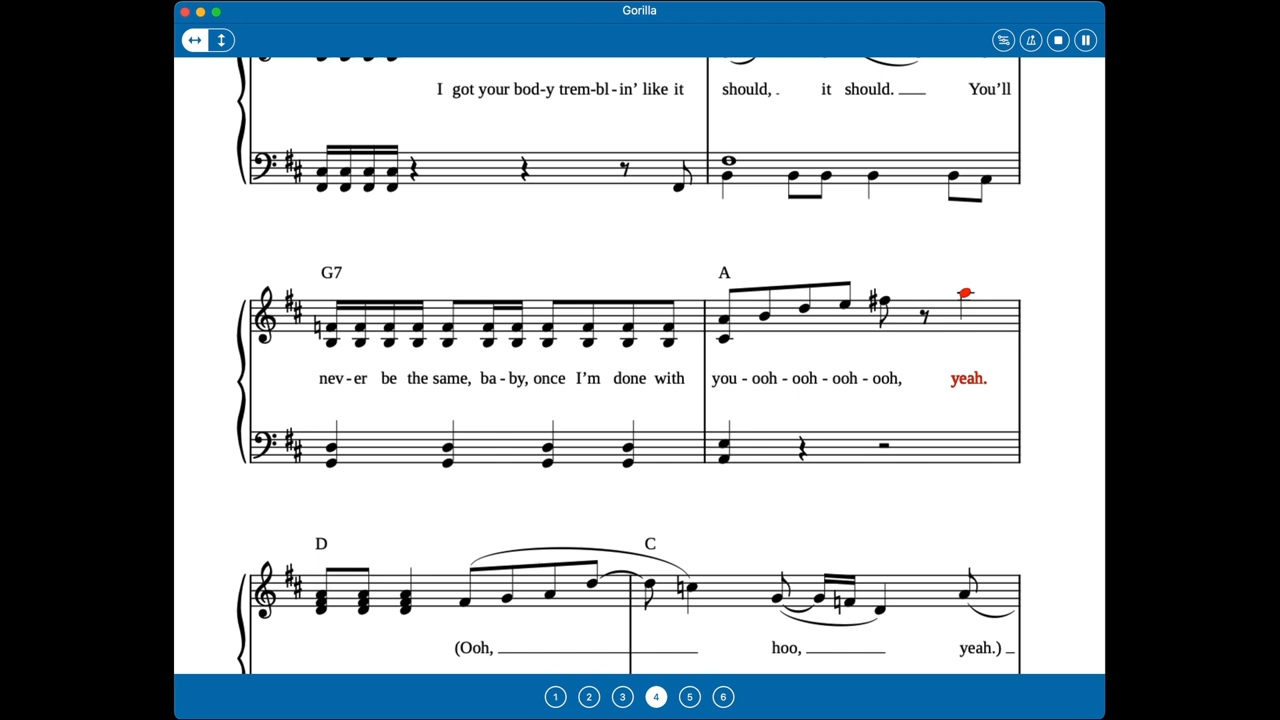 Gorilla
I got your bod-y trem-bl-in' like it should, it should. You'll
G7 A
nev-er be the same, ba-by, once I'm done with you - ooh - ooh - ooh - ooh, yeah.
D C
(Ooh, hoo, yeah.)
1 2 3 4 5 6